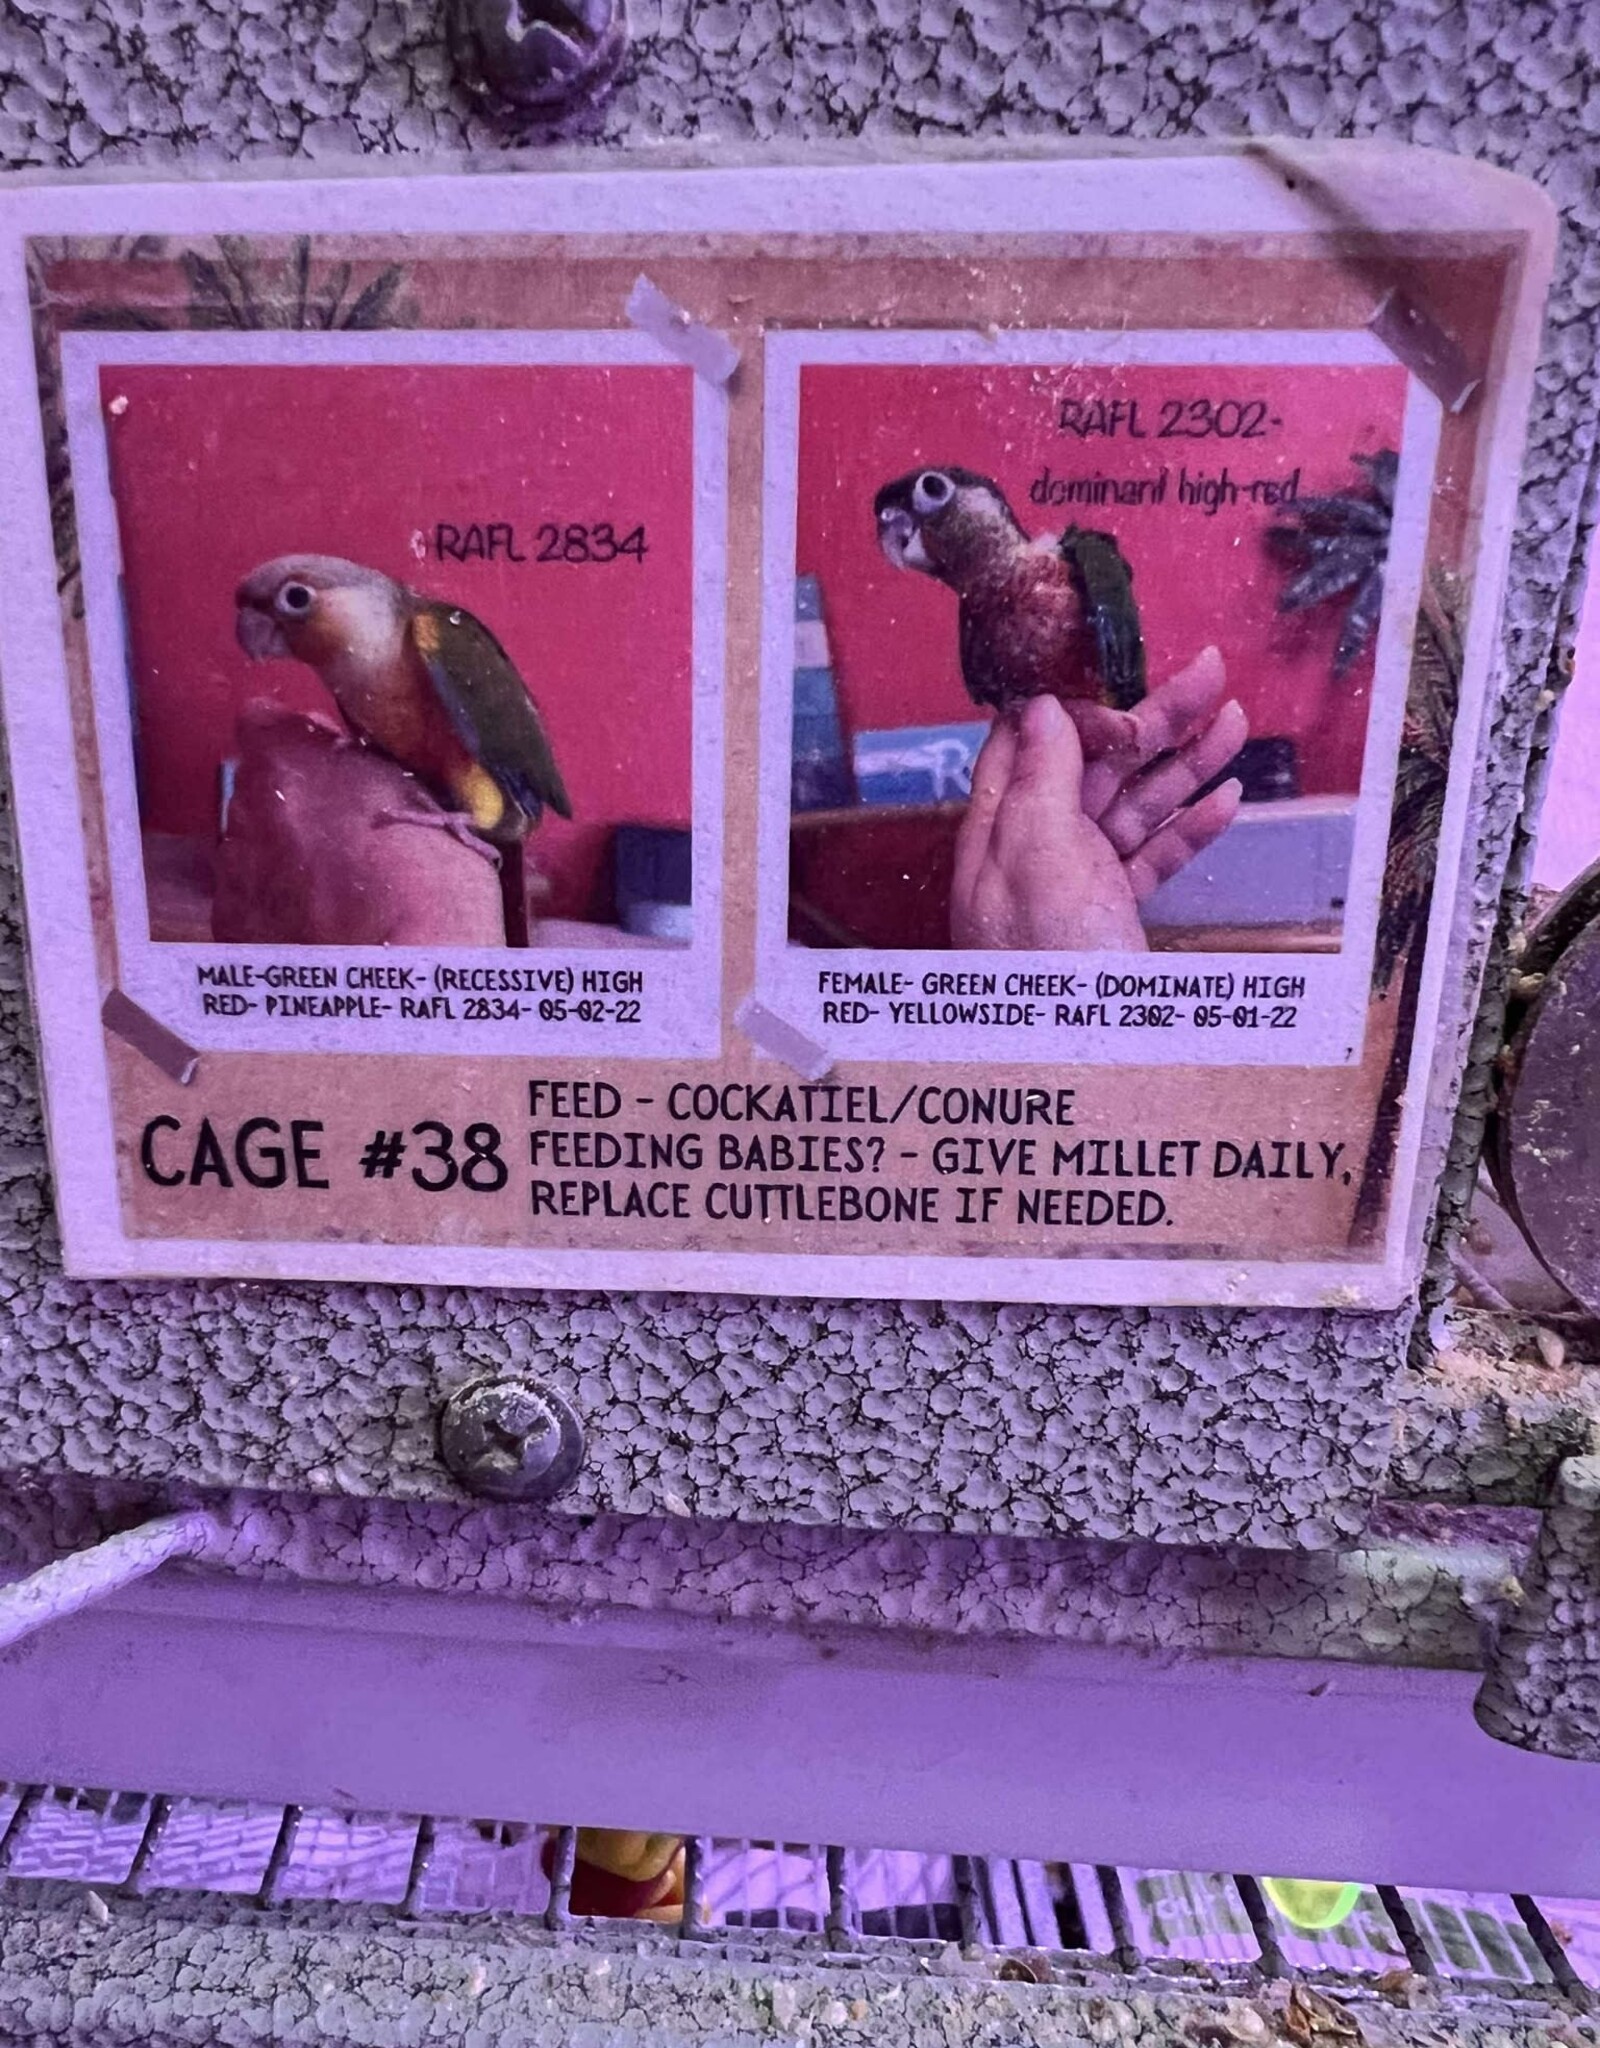 RAFL 2834
RAFL 2302-
dominant high-red
MALE-GREEN CHEEK- (RECESSIVE) HIGH
RED- PINEAPPLE- RAFL 2834- 05-02-22
FEMALE- GREEN CHEEK- (DOMINATE) HIGH
RED- YELLOWSIDE- RAFL 2302- 05-01-22
CAGE #38
FEED - COCKATIEL/CONURE
FEEDING BABIES? - GIVE MILLET DAILY,
REPLACE CUTTLEBONE IF NEEDED.